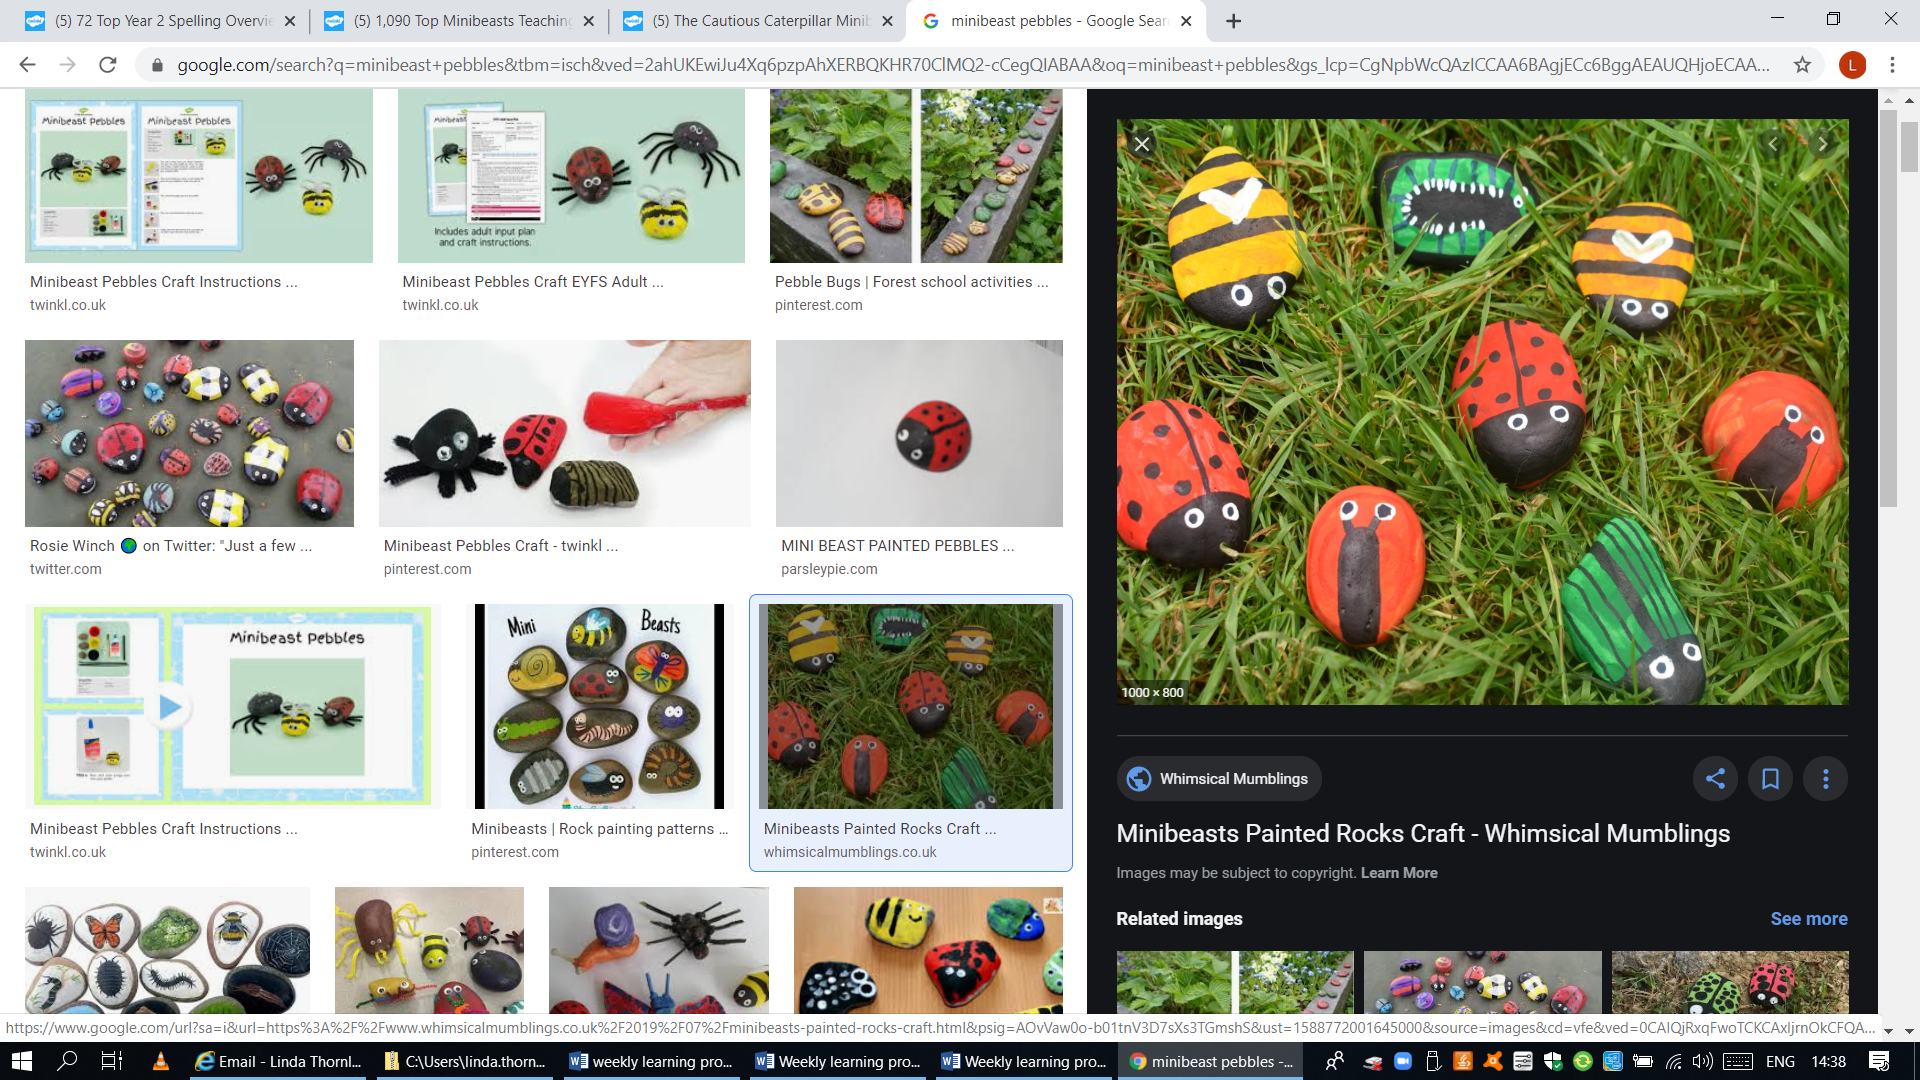 (5) 72 Top Year 2 Spelling Overvie
(5) 1,090 Top Minibeasts Teaching
(5) The Cautious Caterpillar Minib
minibeast pebbles - Google Sear
google.com/search?q=minibeast+pebbles&tbm=isch&ved=2ahUKEwiJu4Xq6pzpAhXERBQKHR70ClMQ2-cCegQIABAA&oq=minibeast+pebbles&gs_lcp=CgNpbWcQAzICCAA6BAgjECc6BggAEAUQHjoECAA...
L
Minibeast Pebbles
Minibeast Pebbles
Includes adult input plan
and craft instructions.
Minibeast Pebbles Craft Instructions ...
twinkl.co.uk
Minibeast Pebbles Craft EYFS Adult ...
twinkl.co.uk
Pebble Bugs | Forest school activities ...
pinterest.com
Rosie Winch 🌍 on Twitter: "Just a few ...
twitter.com
Minibeast Pebbles Craft - twinkl ...
pinterest.com
MINI BEAST PAINTED PEBBLES ...
parsleypie.com
Minibeast Pebbles
Mini Beasts
Minibeast Pebbles Craft Instructions ...
twinkl.co.uk
Minibeasts | Rock painting patterns ...
pinterest.com
Minibeasts Painted Rocks Craft ...
whimsicalmumblings.co.uk
1000 × 800
Whimsical Mumblings
Minibeasts Painted Rocks Craft - Whimsical Mumblings
Images may be subject to copyright. Learn More
Related images
See more
https://www.google.com/url?sa=i&url=https%3A%2F%2Fwww.whimsicalmumblings.co.uk%2F2019%2F07%2Fminibeasts-painted-rocks-craft.html&psig=AOvVaw0o-b01tnV3D7sXs3TGmshS&ust=1588772001645000&source=images&cd=vfe&ved=0CAIQjRxqFwoTCKCAxIjrnOkCFQA...
Email - Linda Thornl...
C:\Users\linda.thorn...
weekly learning pro...
Weekly learning pro...
Weekly learning pro...
minibeast pebbles -...
ENG
14:38